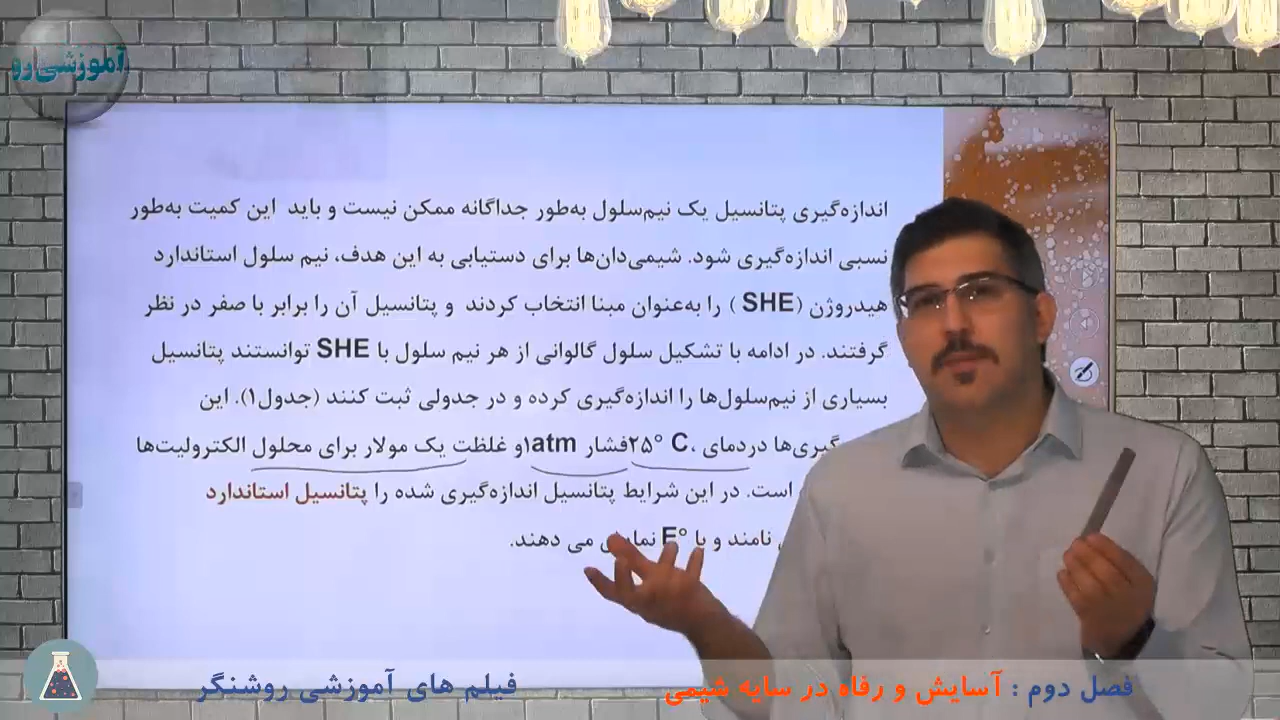 آموزشی رو
اندازه‌گیری پتانسیل یک نیم‌سلول به‌طور جداگانه ممکن نیست و باید این کمیت به‌طور
نسبی اندازه‌گیری شود. شیمی‌دان‌ها برای دستیابی به این هدف، نیم سلول استاندارد
هیدروژن (SHE) را به‌عنوان مبنا انتخاب کردند و پتانسیل آن را برابر با صفر در نظر
گرفتند. در ادامه با تشکیل سلول گالوانی از هر نیم سلول با SHE توانستند پتانسیل
بسیاری از نیم‌سلول‌ها را اندازه‌گیری کرده و در جدولی ثبت کنند (جدول۱). این
گیری‌ها دردمای ۲۵° C، فشار ۱atm و غلظت یک مولار برای محلول الکترولیت‌ها
است. در این شرایط پتانسیل اندازه‌گیری شده را پتانسیل استاندارد
نامند و با E° نمایش می دهند.
فصل دوم : آسایش و رفاه در سایه شیمی
فیلم های آموزشی روشنگر